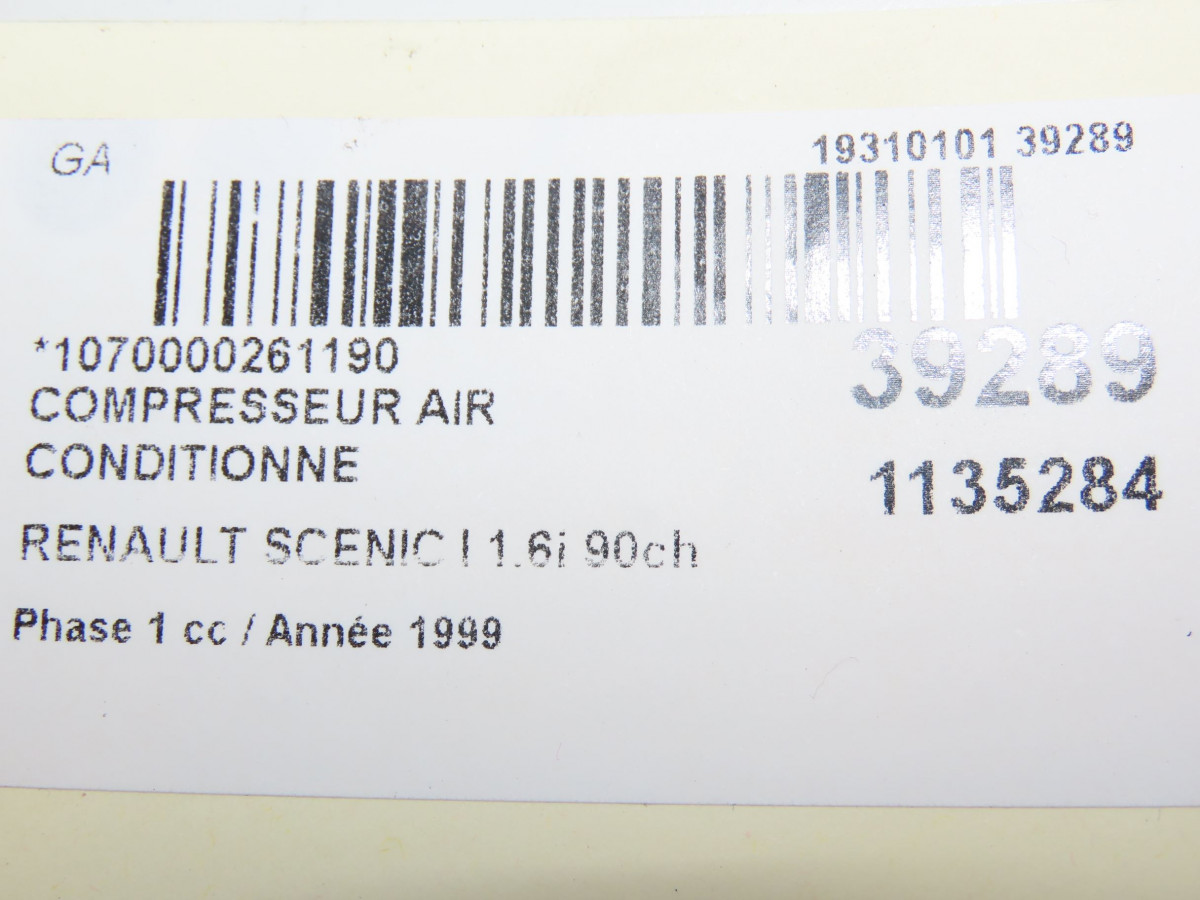 GA
19310101 39289
*1070000261190
39289
COMPRESSEUR AIR
CONDITIONNE
1135284
RENAULT SCENIC I 1.6i 90ch
Phase 1 cc / Année 1999